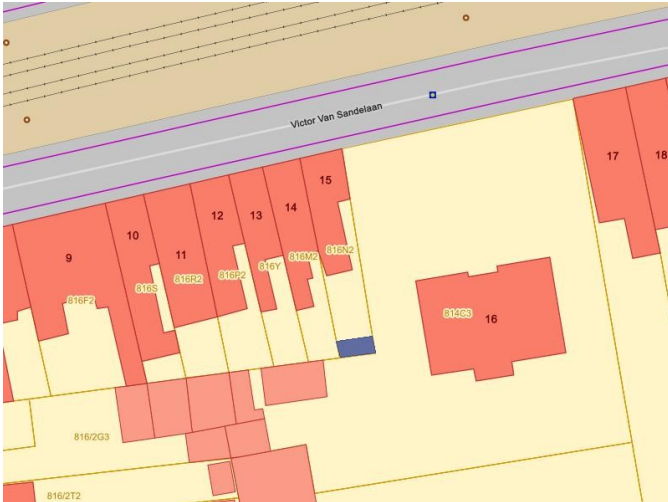 Victor Van Sandelaan
17
18
15
14
13
12
11
10
9
816N2
816M2
816Y
816P2
816R2
816S
816F2
814C3
16
816/2G3
816/2T2